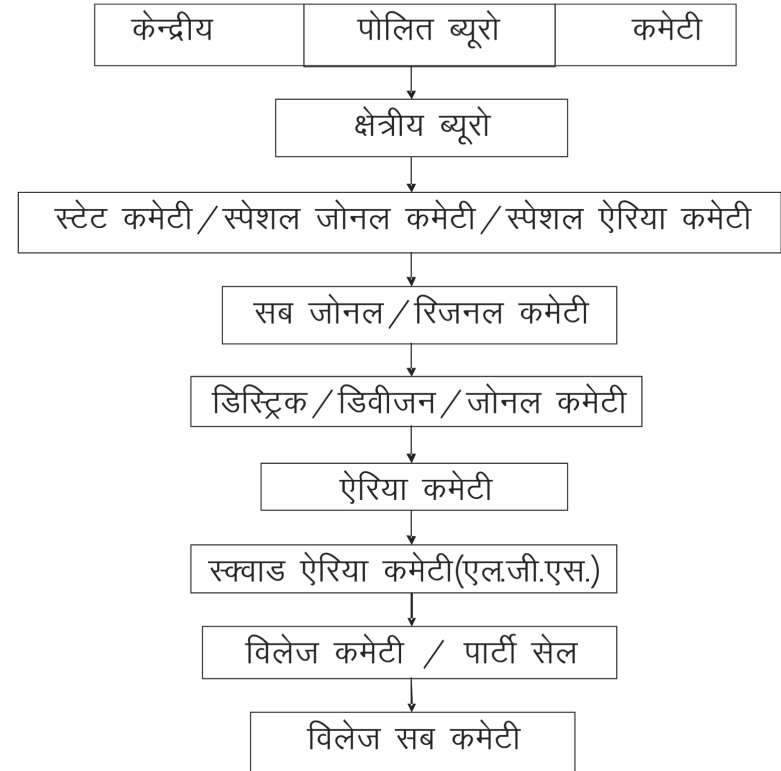 केन्द्रीय पोलित ब्यूरो कमेटी
क्षेत्रीय ब्यूरो
स्टेट कमेटी/स्पेशल जोनल कमेटी/स्पेशल ऐरिया कमेटी
सब जोनल/रिजनल कमेटी
डिस्ट्रिक/डिवीजन/जोनल कमेटी
ऐरिया कमेटी
स्क्वाड ऐरिया कमेटी(एल.जी.एस.)
विलेज कमेटी / पार्टी सेल
विलेज सब कमेटी